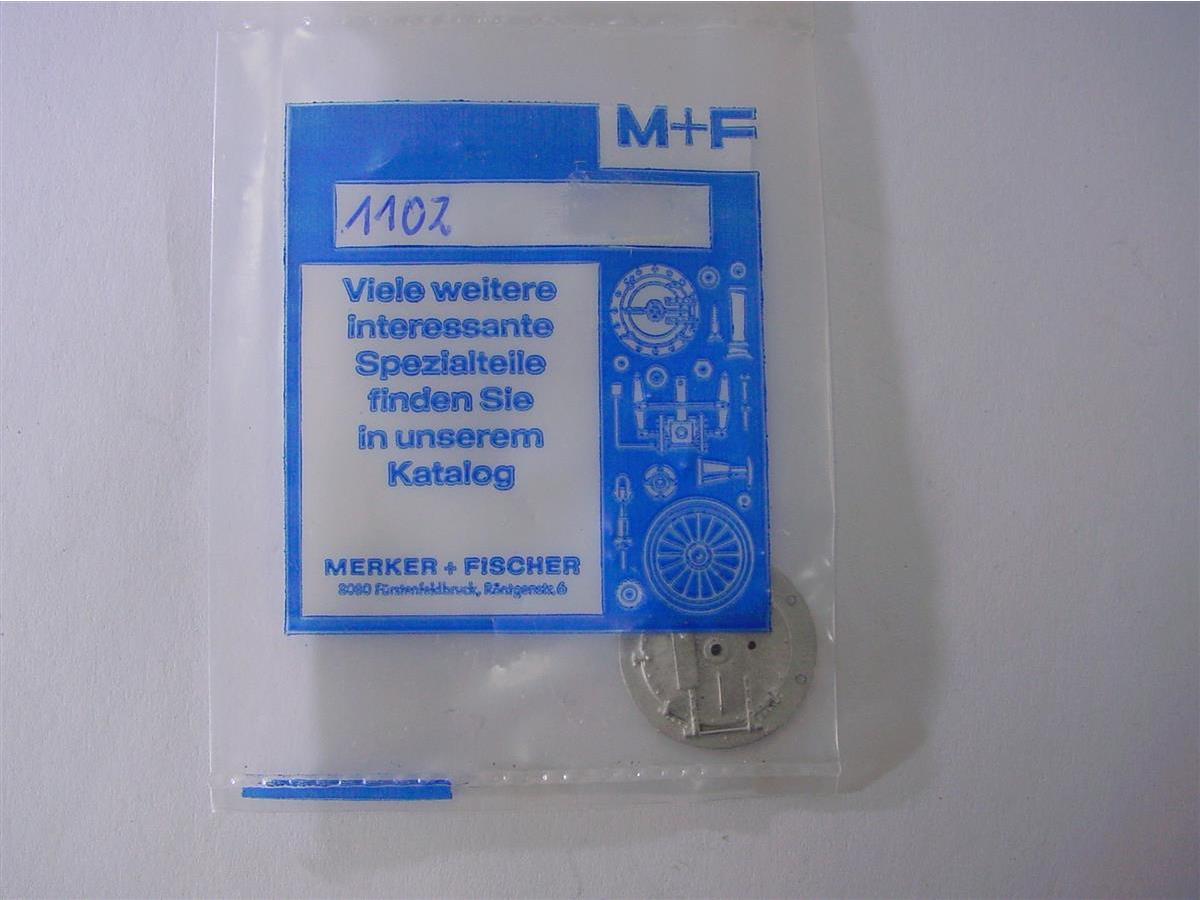 M+F
1102
Viele weitere
interessante
Spezialteile
finden Sie
in unserem
Katalog
MERKER + FISCHER
8080 Fürstenfeldbruck, Röntgenstr. 6